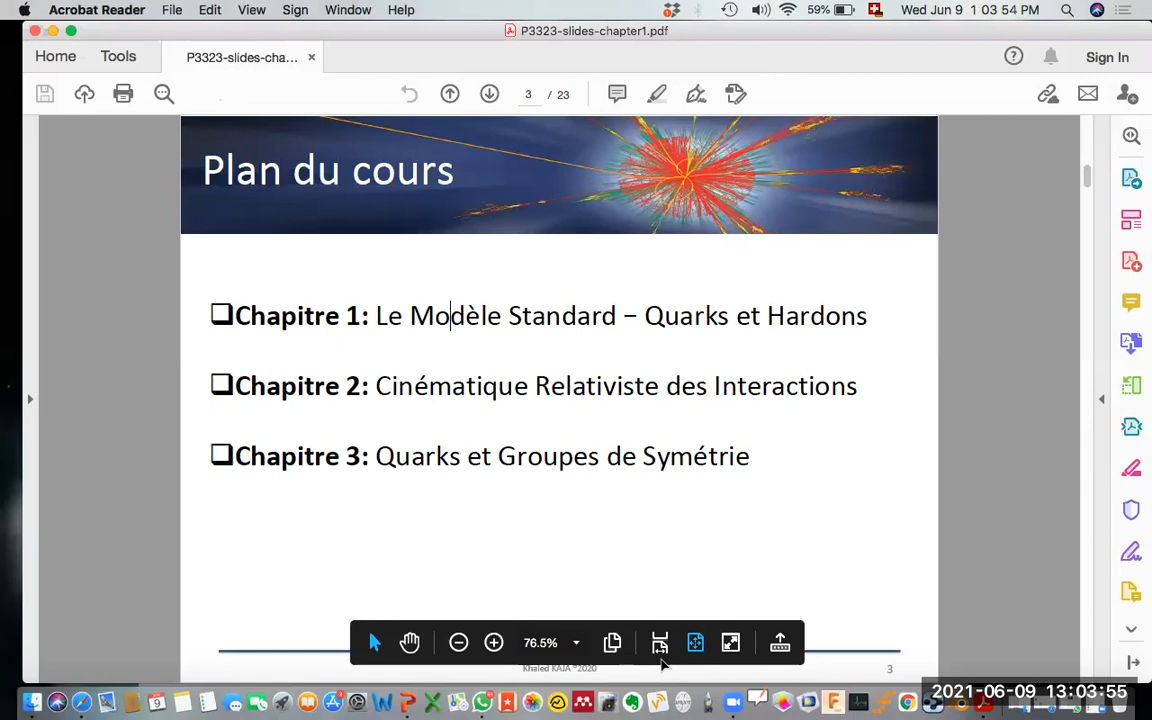 Acrobat Reader File Edit View Sign Window Help 59% Wed Jun 9 1:03:54 PM
P3323-slides-chapter1.pdf
Home Tools P3323-slides-cha... × Sign In
3 / 23
Plan du cours
Chapitre 1: Le Modèle Standard – Quarks et Hardons
Chapitre 2: Cinématique Relativiste des Interactions
Chapitre 3: Quarks et Groupes de Symétrie
76.5%
Khaled KAJA ©2020 3
2021-06-09 13:03:55